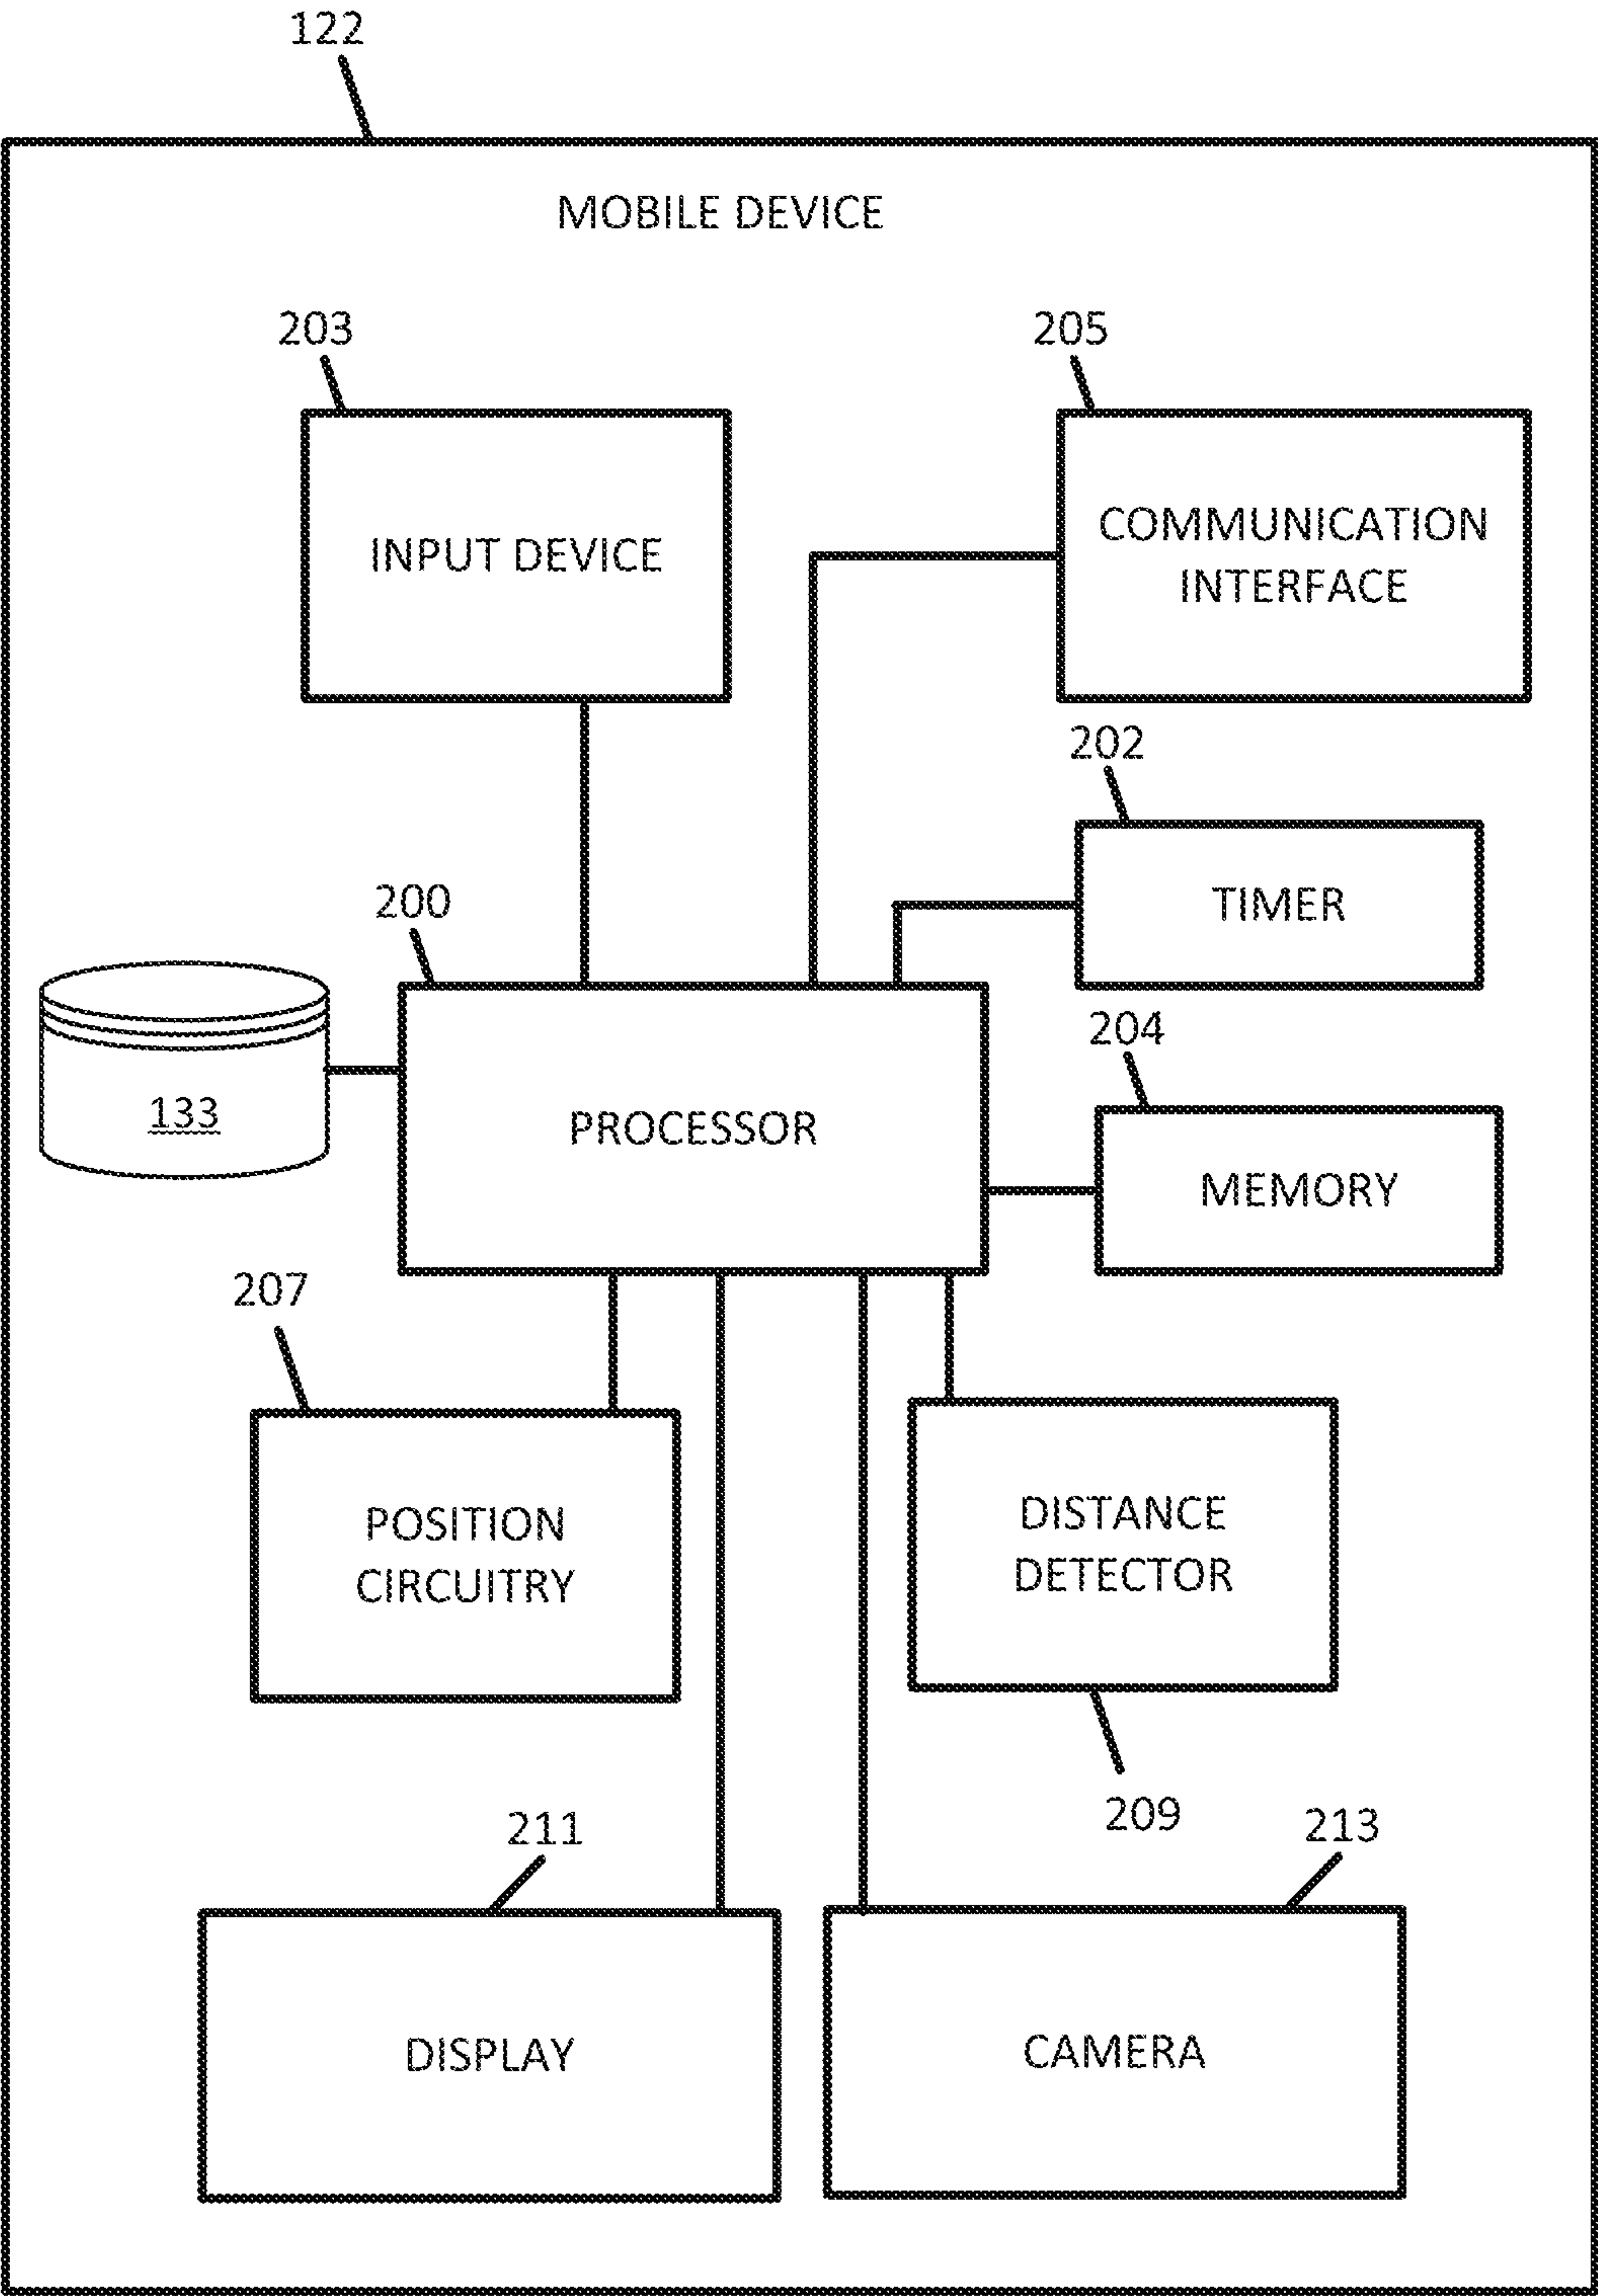 122
MOBILE DEVICE
203
205
INPUT DEVICE
COMMUNICATION
INTERFACE
202
TIMER
200
133
PROCESSOR
204
MEMORY
207
POSITION
CIRCUITRY
DISTANCE
DETECTOR
209
211
213
DISPLAY
CAMERA